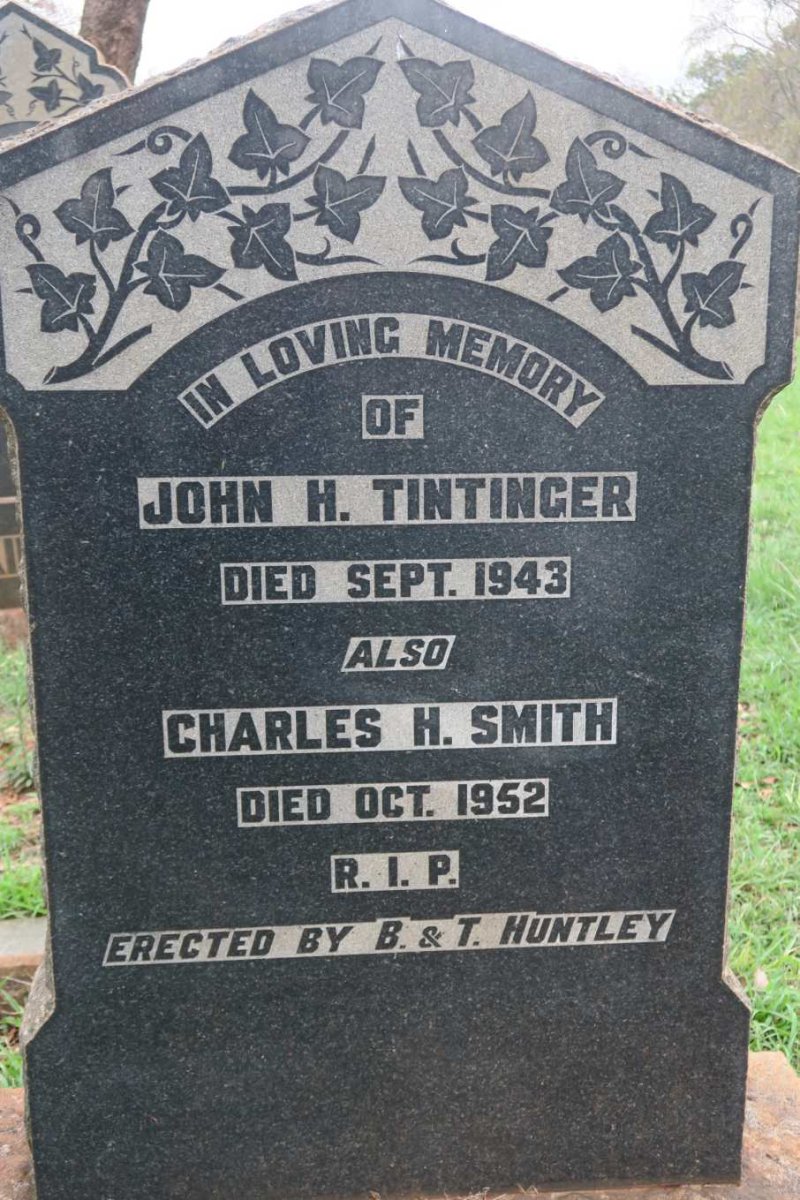 IN LOVING MEMORY
OF
JOHN H. TINTINGER
DIED SEPT. 1943
ALSO
CHARLES H. SMITH
DIED OCT. 1952
R. I. P.
ERECTED BY B. & T. HUNTLEY